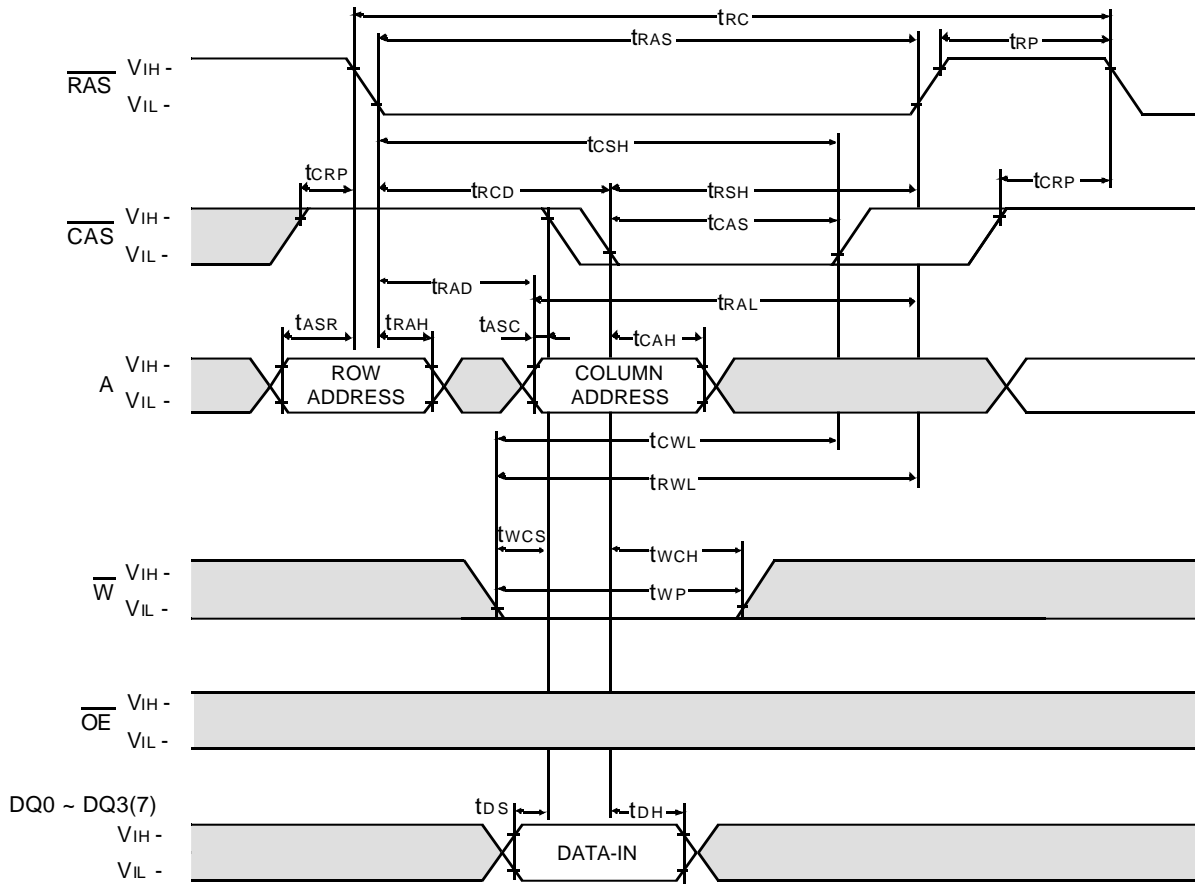 tRC
tRAS
tRP
RAS
VIH -
VIL -
tCSH
tCRP
tRCD
tRSH
tCRP
CAS
VIH -
VIL -
tCAS
tRAD
tRAL
tASR
tRAH
tASC
tCAH
A
VIH -
VIL -
ROW
ADDRESS
COLUMN
ADDRESS
tCWL
tRWL
tWCS
tWCH
tWP
W
VIH -
VIL -
OE
VIH -
VIL -
DQ0 ~ DQ3(7)
tDS
tDH
VIH -
VIL -
DATA-IN